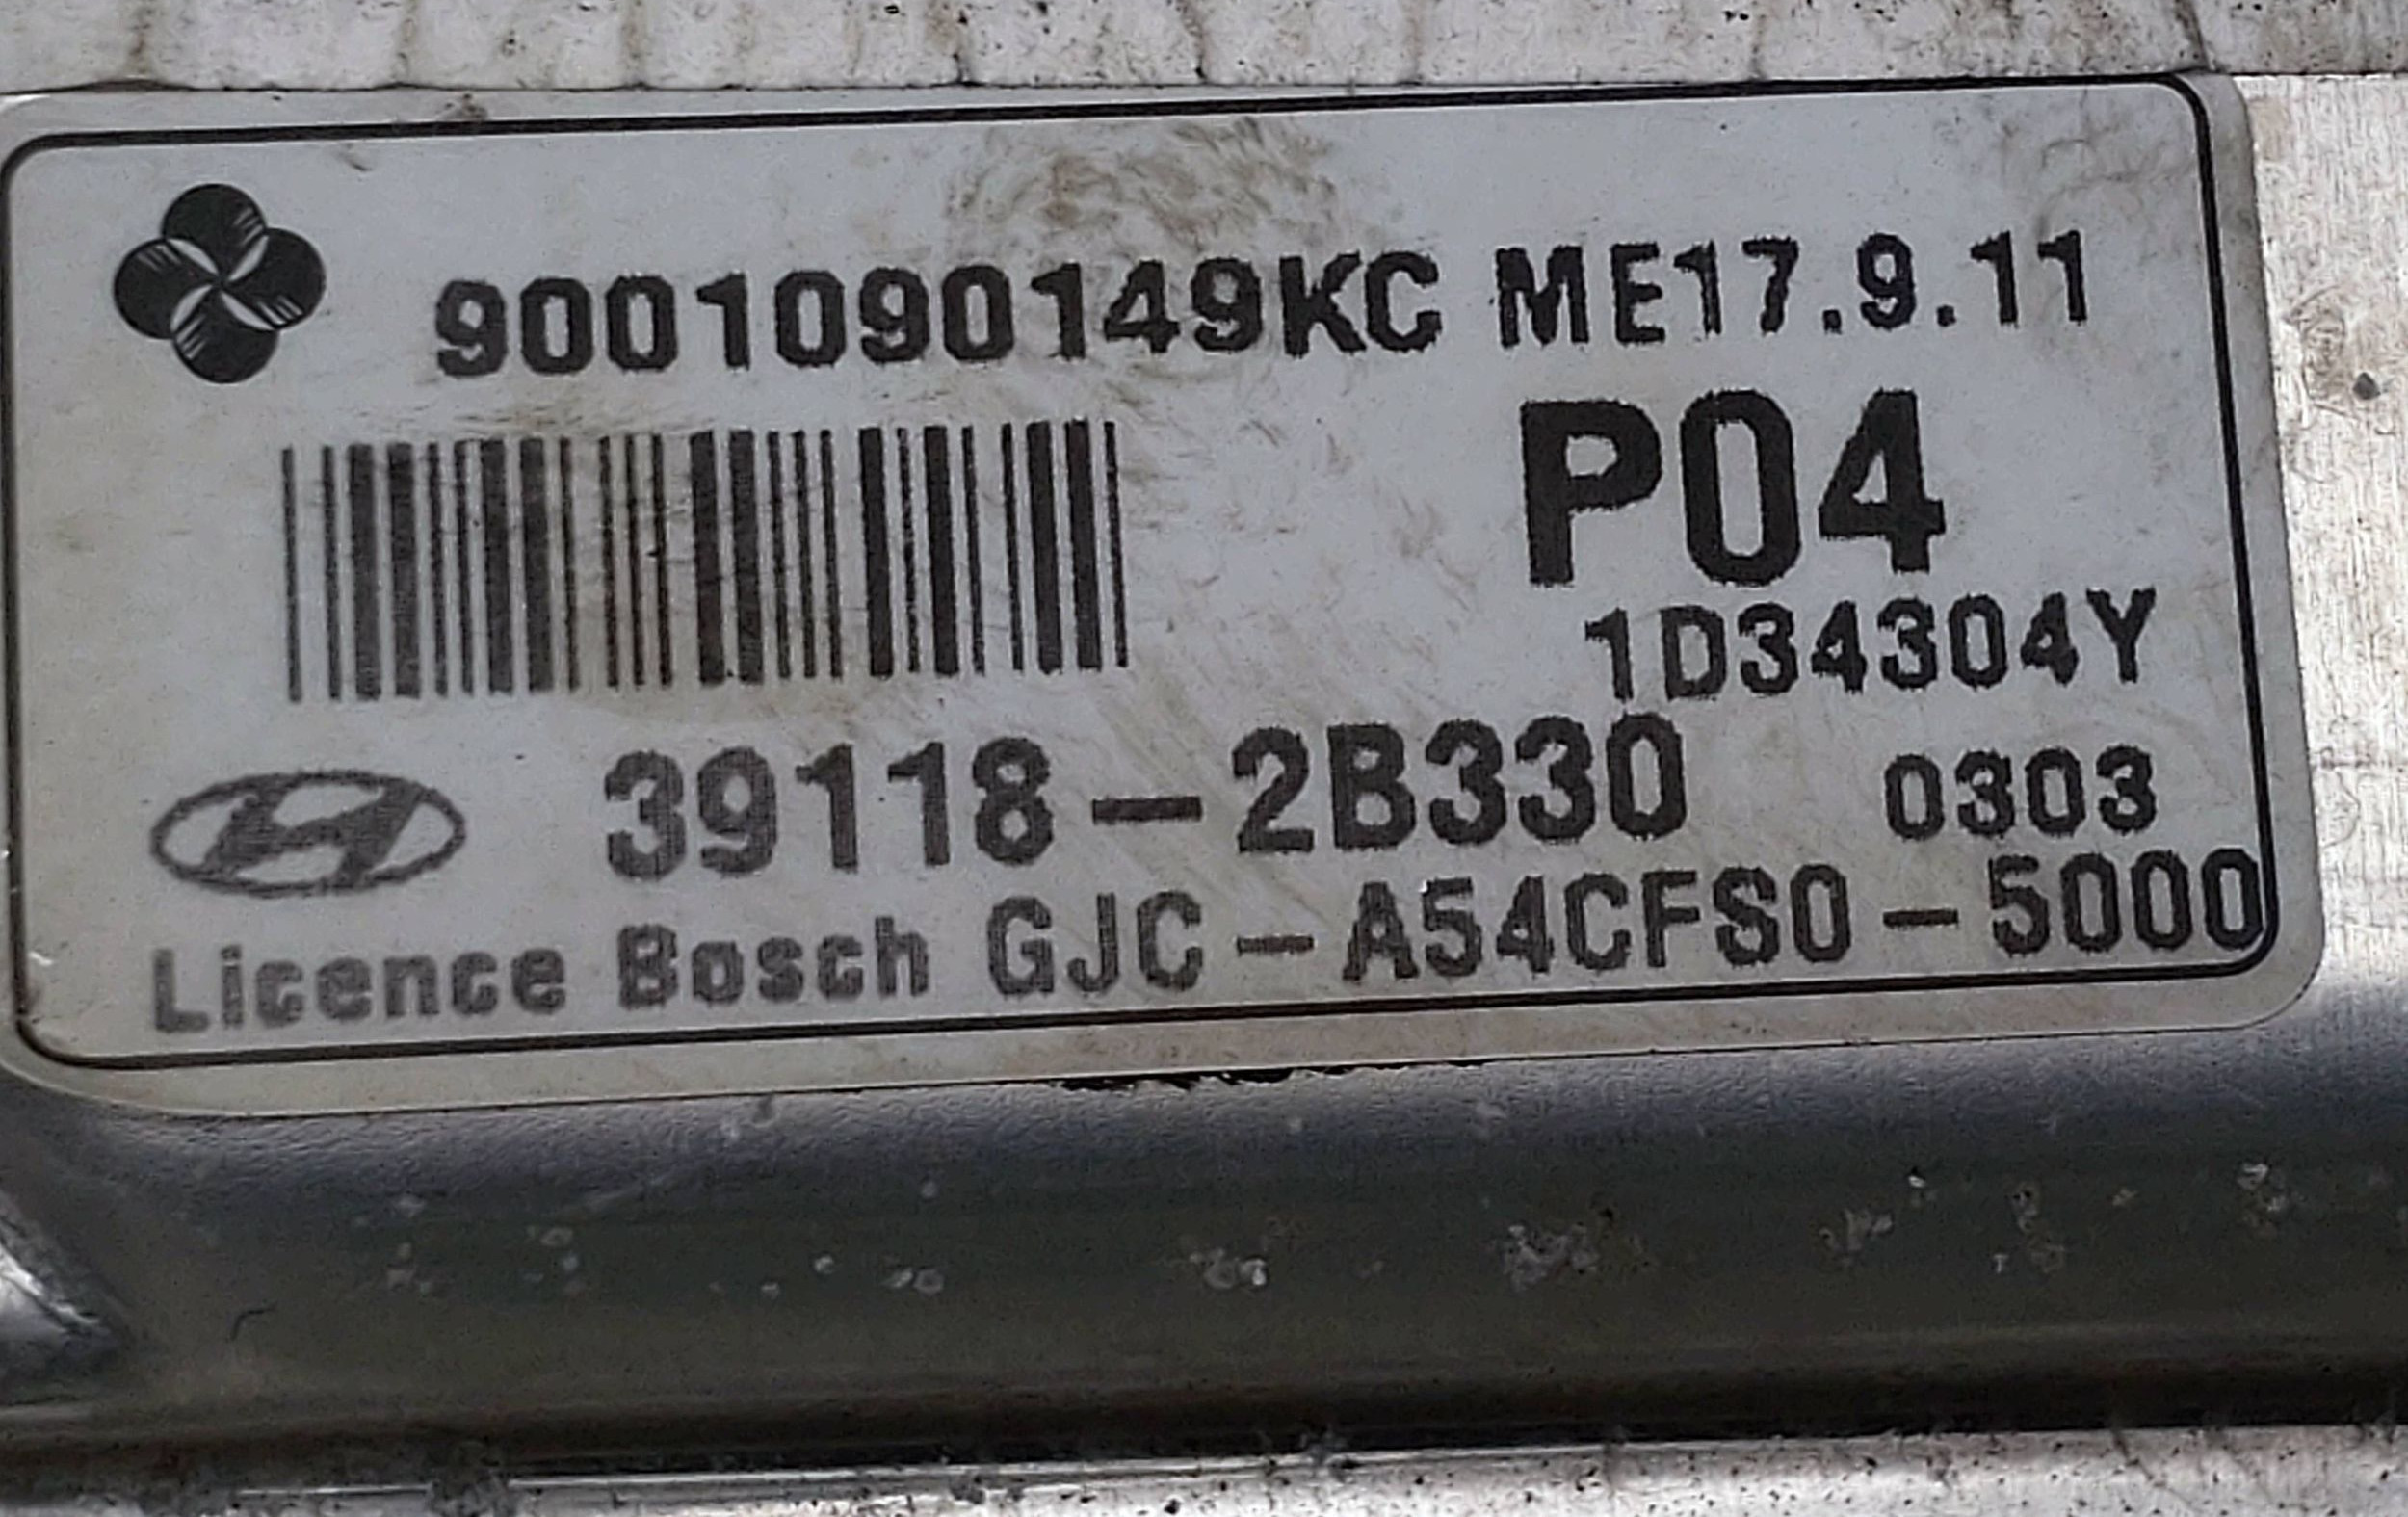 9001090149KC ME17.9.11
P04
1D34304Y
39118-2B330 0303
Licence Bosch GJC-A54CFS0-5000